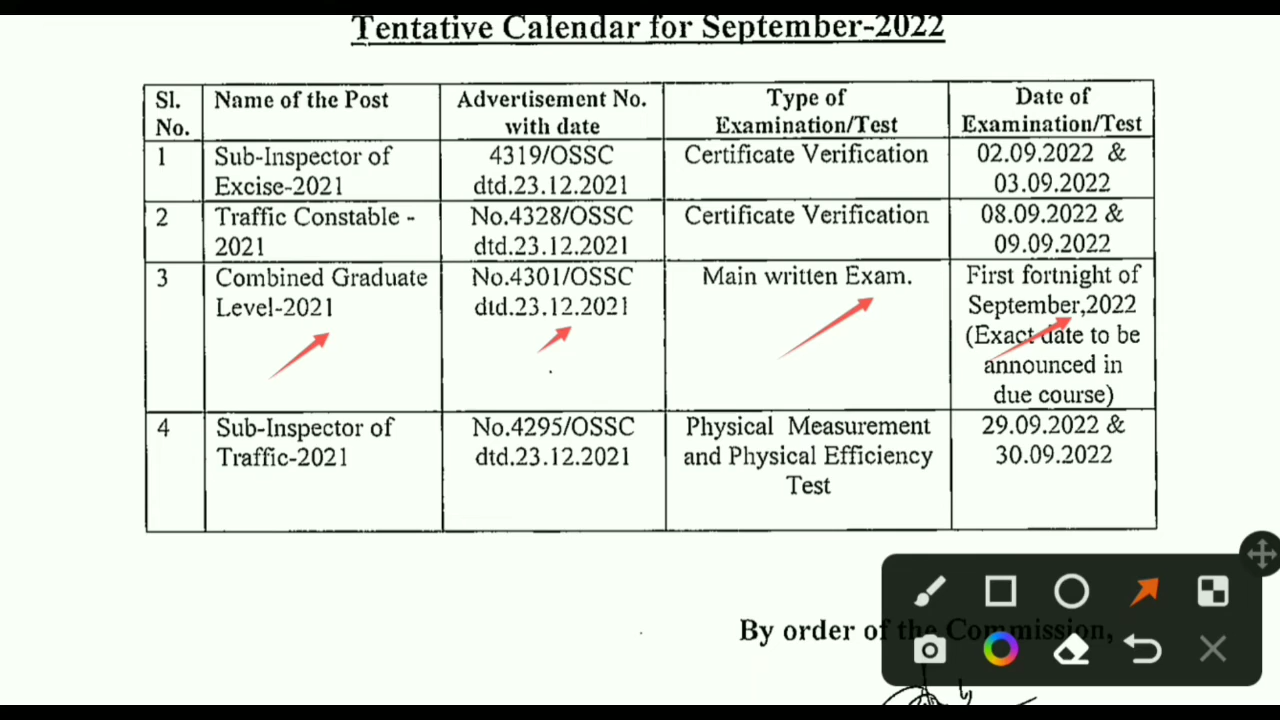 Tentative Calendar for September-2022
Sl. No. Name of the Post Advertisement No. with date Type of Examination/Test Date of Examination/Test
1 Sub-Inspector of Excise-2021 4319/OSSC dtd.23.12.2021 Certificate Verification 02.09.2022 & 03.09.2022
2 Traffic Constable - 2021 No.4328/OSSC dtd.23.12.2021 Certificate Verification 08.09.2022 & 09.09.2022
3 Combined Graduate Level-2021 No.4301/OSSC dtd.23.12.2021 Main written Exam. First fortnight of September,2022 (Exact date to be announced in due course)
4 Sub-Inspector of Traffic-2021 No.4295/OSSC dtd.23.12.2021 Physical Measurement and Physical Efficiency Test 29.09.2022 & 30.09.2022
By order of the Commission,